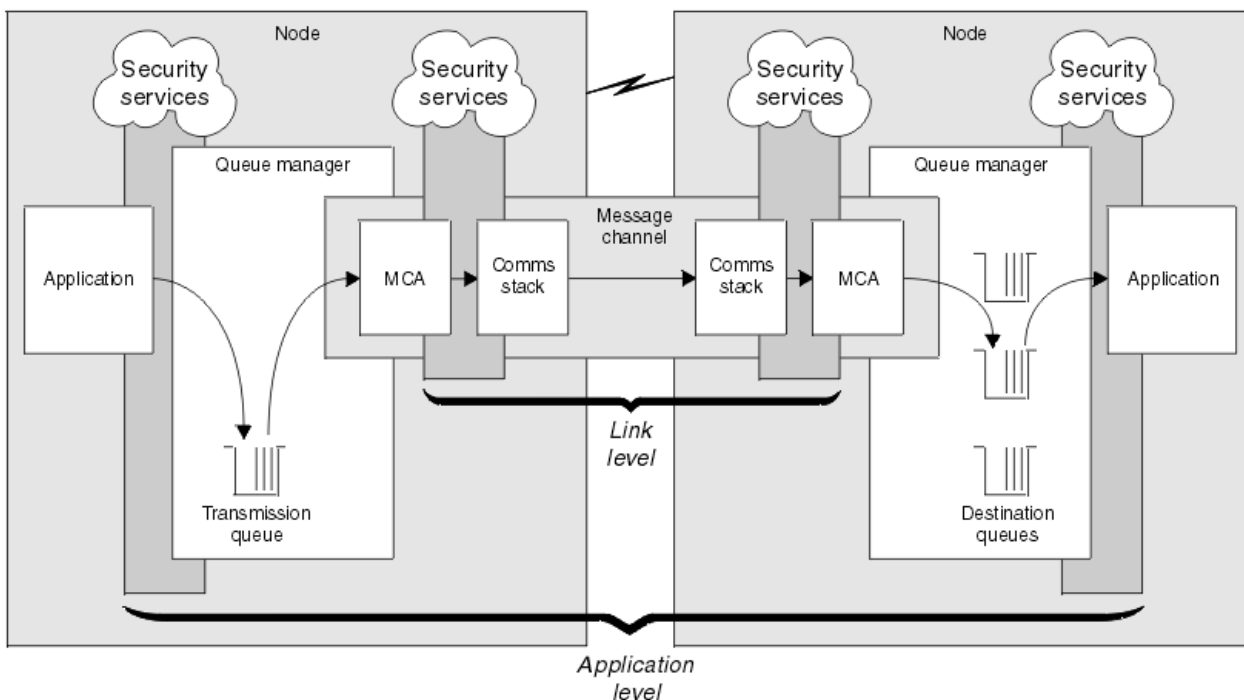 Node
Node
Security
services
Security
services
Security
services
Security
services
Queue manager
Queue manager
Message
channel
Application
MCA
Comms
stack
Comms
stack
MCA
Application
Link
level
Transmission
queue
Destination
queues
Application
level